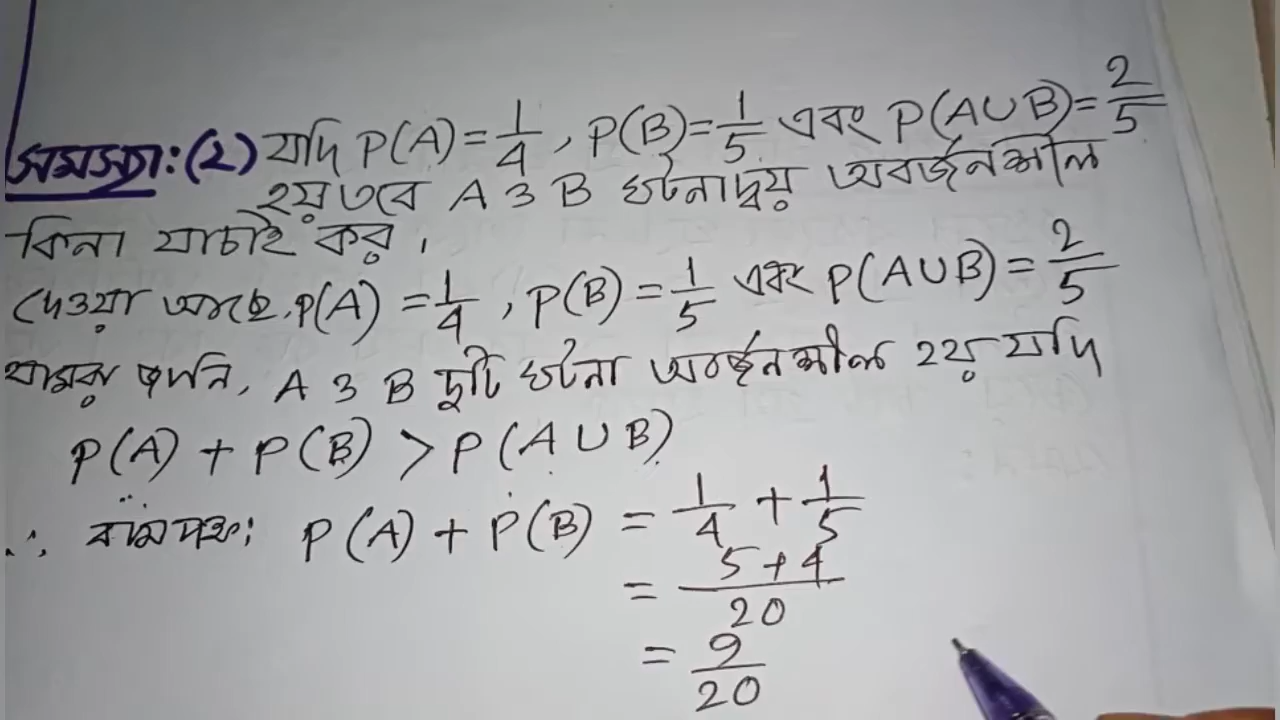 সমস্যা:(২) যদি P(A)=1/4, P(B)=1/5 এবং P(A∪B)=2/5
হয় তবে A ও B ঘটনাদ্বয় অবর্জনশীল
কিনা যাচাই কর।
দেওয়া আছে, P(A) = 1/4, P(B) = 1/5 এবং P(A∪B) = 2/5
আমরা জানি, A ও B দুটি ঘটনা অবর্জনশীল হয় যদি
P(A) + P(B) > P(A∪B)
∴ বামপক্ষ: P(A) + P(B) = 1/4 + 1/5
= 5+4/20
= 9/20